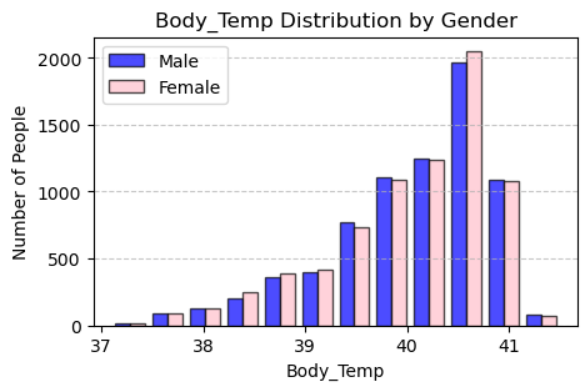 Body_Temp Distribution by Gender
Male
Female
Number of People
2000
1500
1000
500
0
37 38 39 40 41
Body_Temp